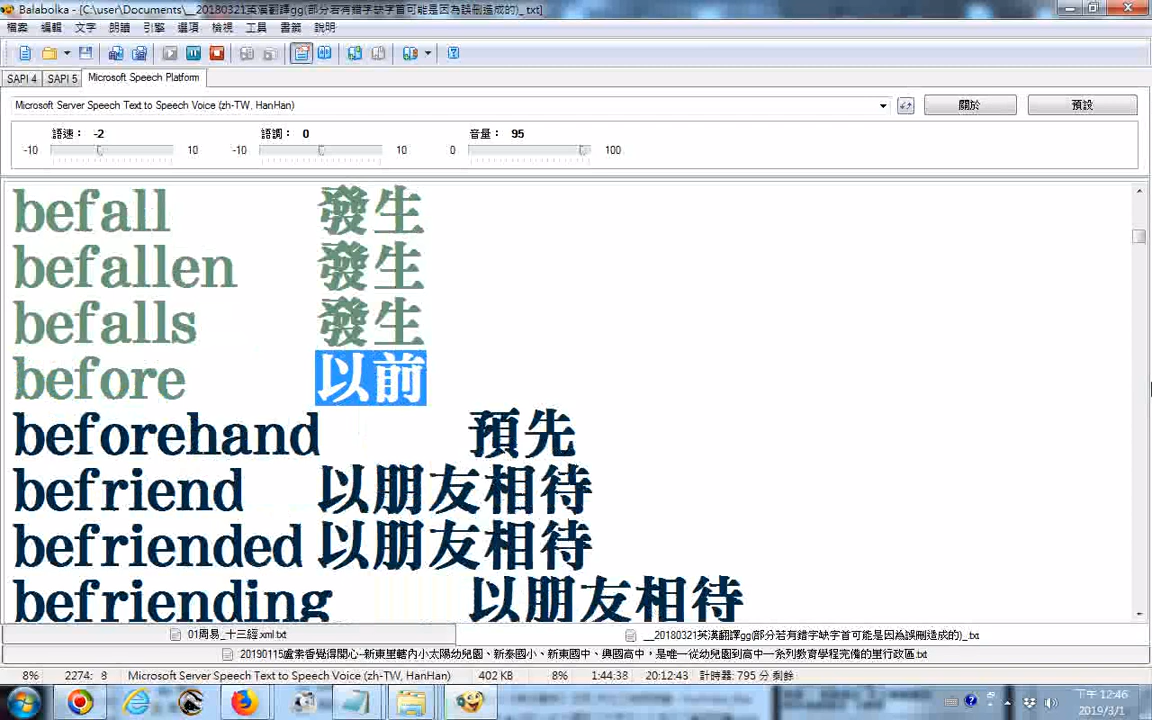 Balabolka - [C:\user\Documents\__20180321英漢翻譯gg(部分若有錯字缺字首可能是因為誤刪造成的)_.txt]
檔案 編輯 文字 朗讀 引擎 選項 檢視 工具 書籤 說明
SAPI 4 SAPI 5 Microsoft Speech Platform
Microsoft Server Speech Text to Speech Voice (zh-TW, HanHan) 關於 預設
語速： -2 語調： 0 音量： 95
-10 10 -10 10 0 100
befall 發生
befallen 發生
befalls 發生
before 以前
beforehand 預先
befriend 以朋友相待
befriended 以朋友相待
befriending 以朋友相待
01周易_十三經.xml.txt __20180321英漢翻譯gg(部分若有錯字缺字首可能是因為誤刪造成的)_.txt
20190115盧素香覺得開心-新東里轄內小太陽幼兒園、新泰國小、新東國中、興國高中，是唯一從幼兒園到高中一系列教育學程完備的里行政區.txt
8% 2274: 8 Microsoft Server Speech Text to Speech Voice (zh-TW, HanHan) 402 KB 8% 1:44:38 20:12:43 計時器: 795 分 剩餘
下午 12:46
2019/3/1